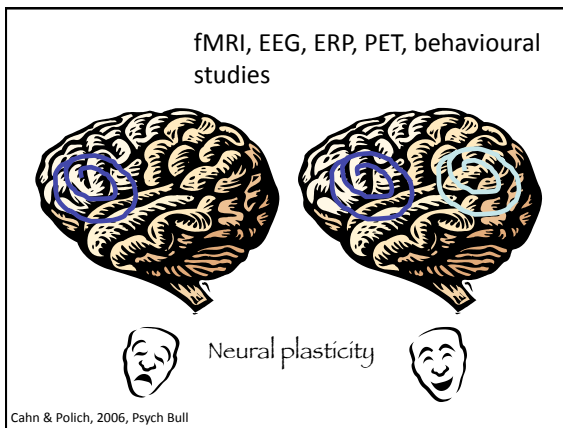 fMRI, EEG, ERP, PET, behavioural
studies
Neural plasticity
Cahn & Polich, 2006, Psych Bull